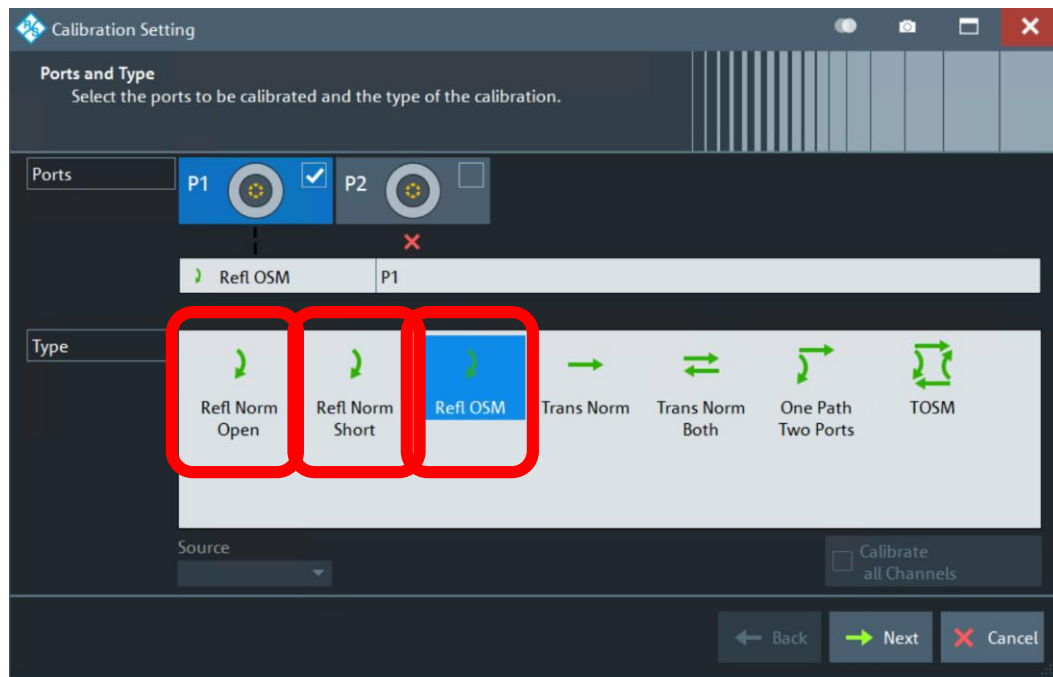 Calibration Setting
Ports and Type
Select the ports to be calibrated and the type of the calibration.
Ports
P1
P2
Refl OSM
P1
Type
Refl Norm
Open
Refl Norm
Short
Refl OSM
Trans Norm
Trans Norm
Both
One Path
Two Ports
TOSM
Source
Calibrate
all Channels
Back
Next
Cancel